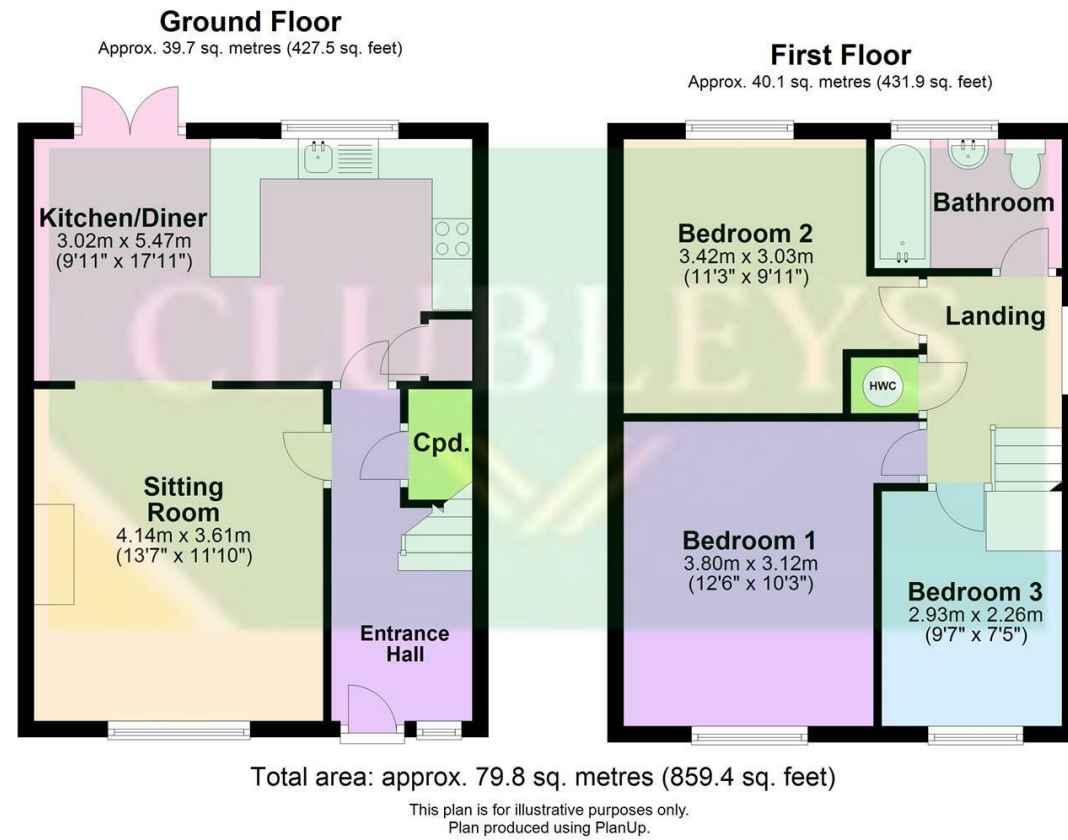 Ground Floor
Approx. 39.7 sq. metres (427.5 sq. feet)
Kitchen/Diner
3.02m x 5.47m
(9'11" x 17'11")
Sitting
Room
4.14m x 3.61m
(13'7" x 11'10")
Cpd.
Entrance
Hall
First Floor
Approx. 40.1 sq. metres (431.9 sq. feet)
Bedroom 2
3.42m x 3.03m
(11'3" x 9'11")
Bathroom
Landing
HWC
Bedroom 1
3.80m x 3.12m
(12'6" x 10'3")
Bedroom 3
2.93m x 2.26m
(9'7" x 7'5")
CLUBLEYS
Total area: approx. 79.8 sq. metres (859.4 sq. feet)
This plan is for illustrative purposes only.
Plan produced using PlanUp.